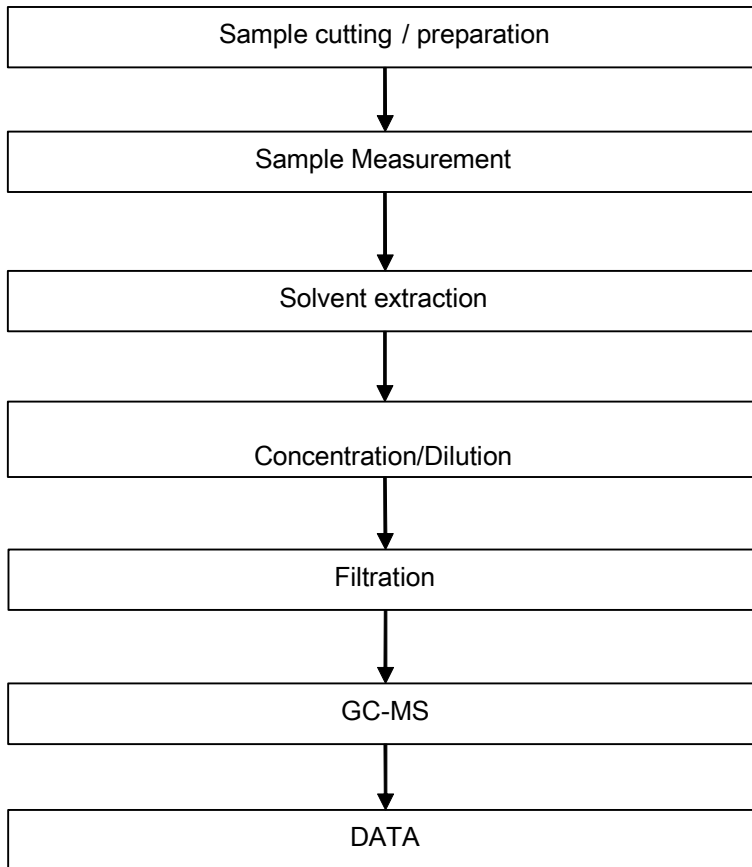 Sample cutting / preparation
Sample Measurement
Solvent extraction
Concentration/Dilution
Filtration
GC-MS
DATA